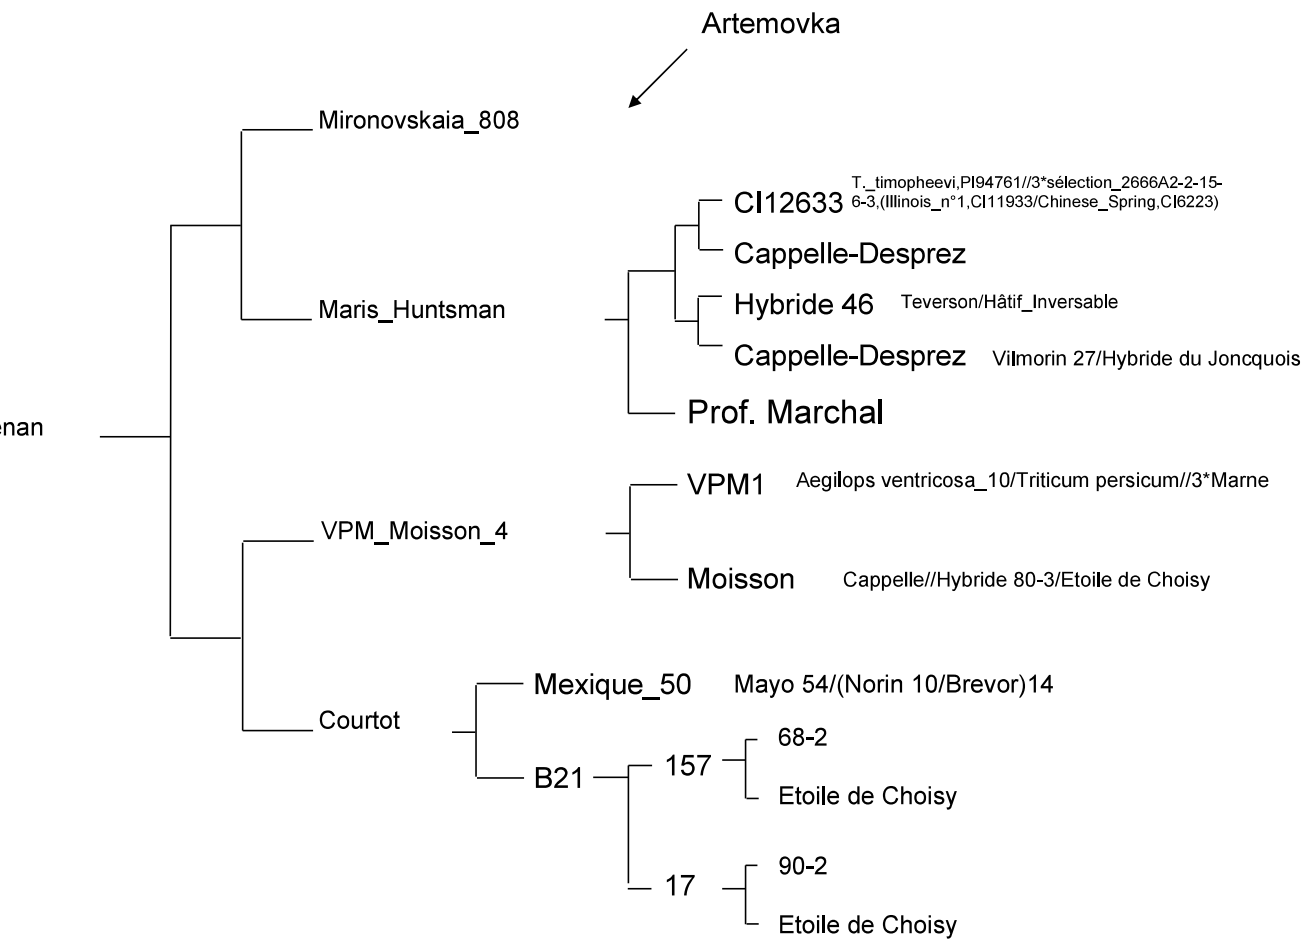 Artemovka
Mironovskaia_808
CI12633
T._timopheevi,PI94761//3*sélection_2666A2-2-15-
6-3,(Illinois_n°1,CI11933/Chinese_Spring,CI6223)
Cappelle-Desprez
Maris_Huntsman
Hybride 46
Teverson/Hâtif_Inversable
Cappelle-Desprez
Vilmorin 27/Hybride du Joncquois
Prof. Marchal
enan
VPM1
Aegilops ventricosa_10/Triticum persicum//3*Marne
VPM_Moisson_4
Moisson
Cappelle//Hybride 80-3/Etoile de Choisy
Mexique_50
Mayo 54/(Norin 10/Brevor)14
Courtot
68-2
157
B21
Etoile de Choisy
90-2
17
Etoile de Choisy